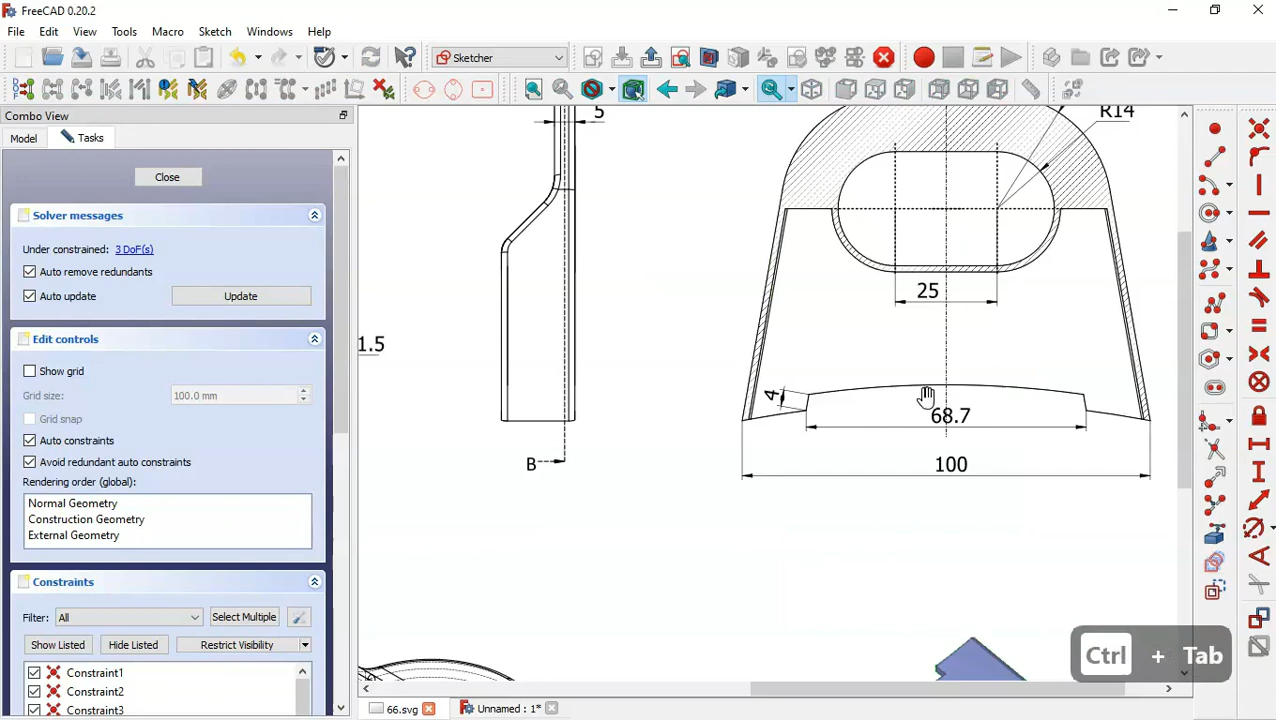 FreeCAD 0.20.2
File Edit View Tools Macro Sketch Windows Help
Sketcher
Combo View
Model Tasks
Close
Solver messages
Under constrained: 3 DoF(s)
Auto remove redundants
Auto update Update
Edit controls
Show grid
Grid size: 100.0 mm
Grid snap
Auto constraints
Avoid redundant auto constraints
Rendering order (global):
Normal Geometry
Construction Geometry
External Geometry
Constraints
Filter: All Select Multiple
Show Listed Hide Listed Restrict Visibility
Constraint1
Constraint2
Constraint3
5
R14
25
1.5
4
68.7
B
100
Ctrl + Tab
66.svg Unnamed : 1*